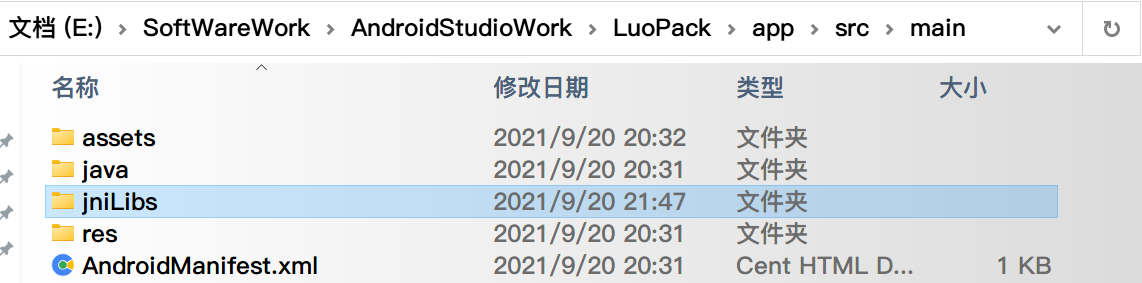 文档 (E:) › SoftWareWork › AndroidStudioWork › LuoPack › app › src › main
名称 修改日期 类型 大小
assets 2021/9/20 20:32 文件夹
java 2021/9/20 20:31 文件夹
jniLibs 2021/9/20 21:47 文件夹
res 2021/9/20 20:31 文件夹
AndroidManifest.xml 2021/9/20 20:31 Cent HTML D... 1 KB